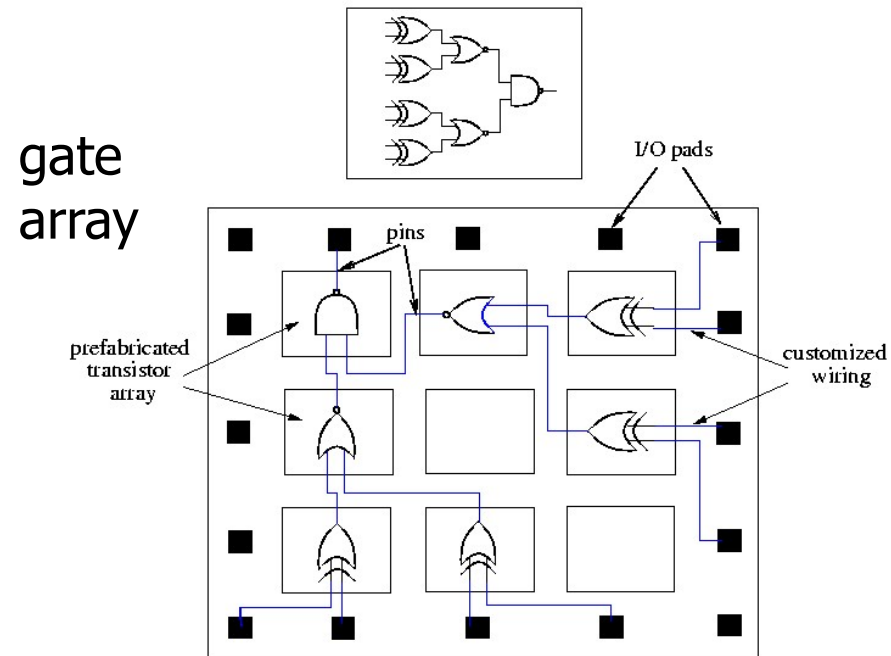 gate
array
I/O pads
pins
prefabricated
transistor
array
customized
wiring